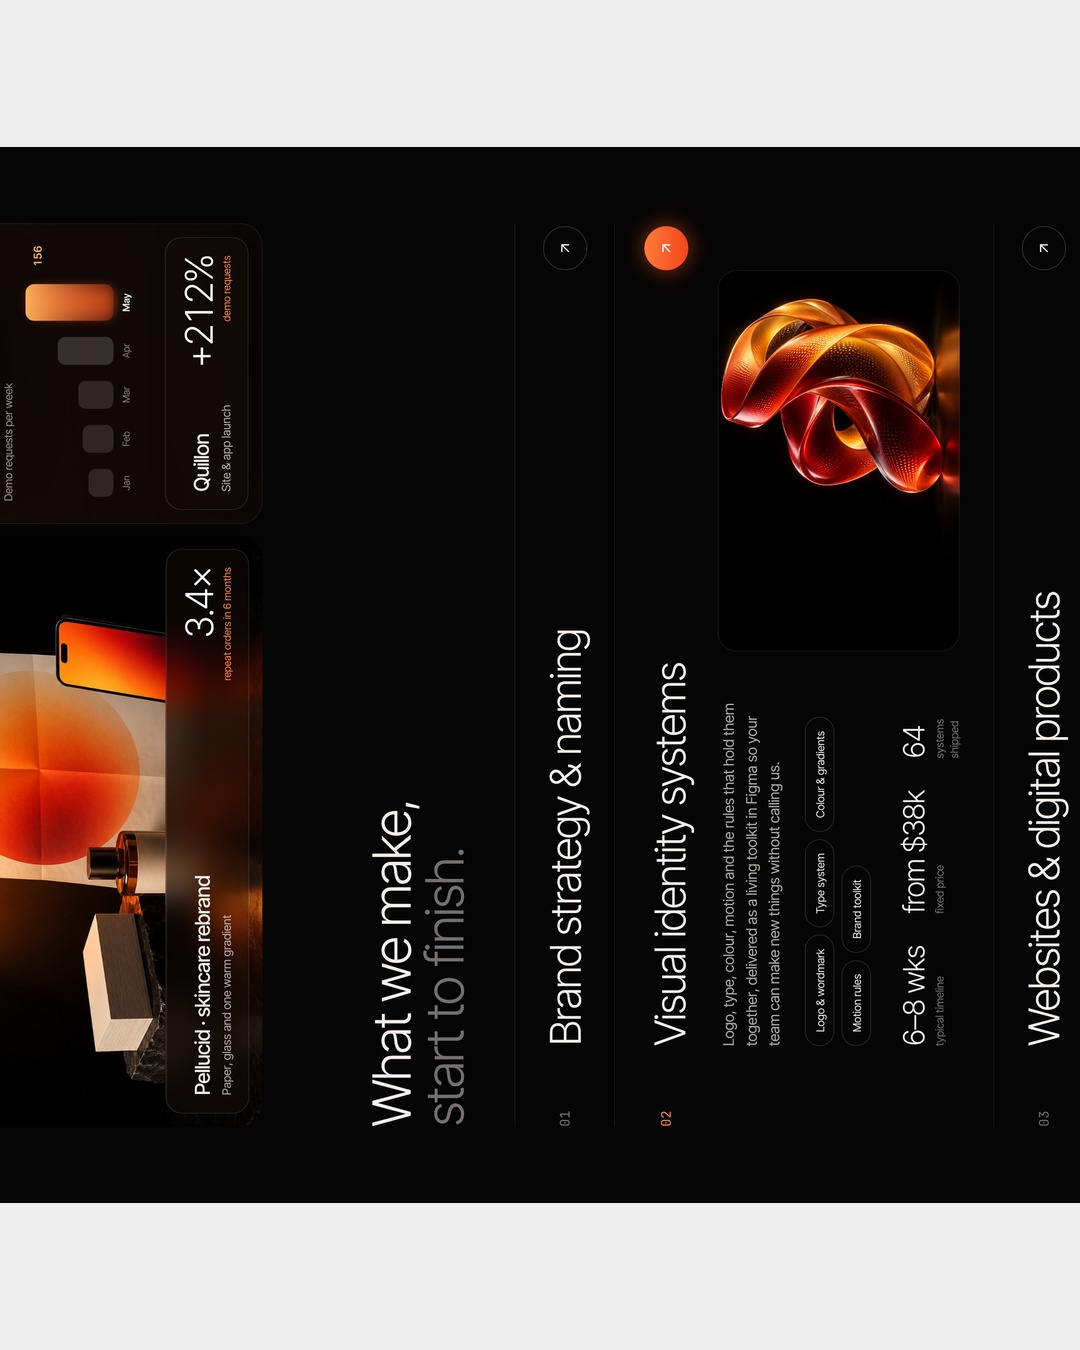 Pellucid · skincare rebrand
Paper, glass and one warm gradient
3.4×
repeat orders in 6 months
Demo requests per week
156
Jan
Feb
Mar
Apr
May
Quillon
Site & app launch
+212%
demo requests
What we make,
start to finish.
01
Brand strategy & naming
02
Visual identity systems
Logo, type, colour, motion and the rules that hold them
together, delivered as a living toolkit in Figma so your
team can make new things without calling us.
Logo & wordmark
Type system
Colour & gradients
Motion rules
Brand toolkit
6–8 wks
typical timeline
from $38k
fixed price
64
systems
shipped
03
Websites & digital products